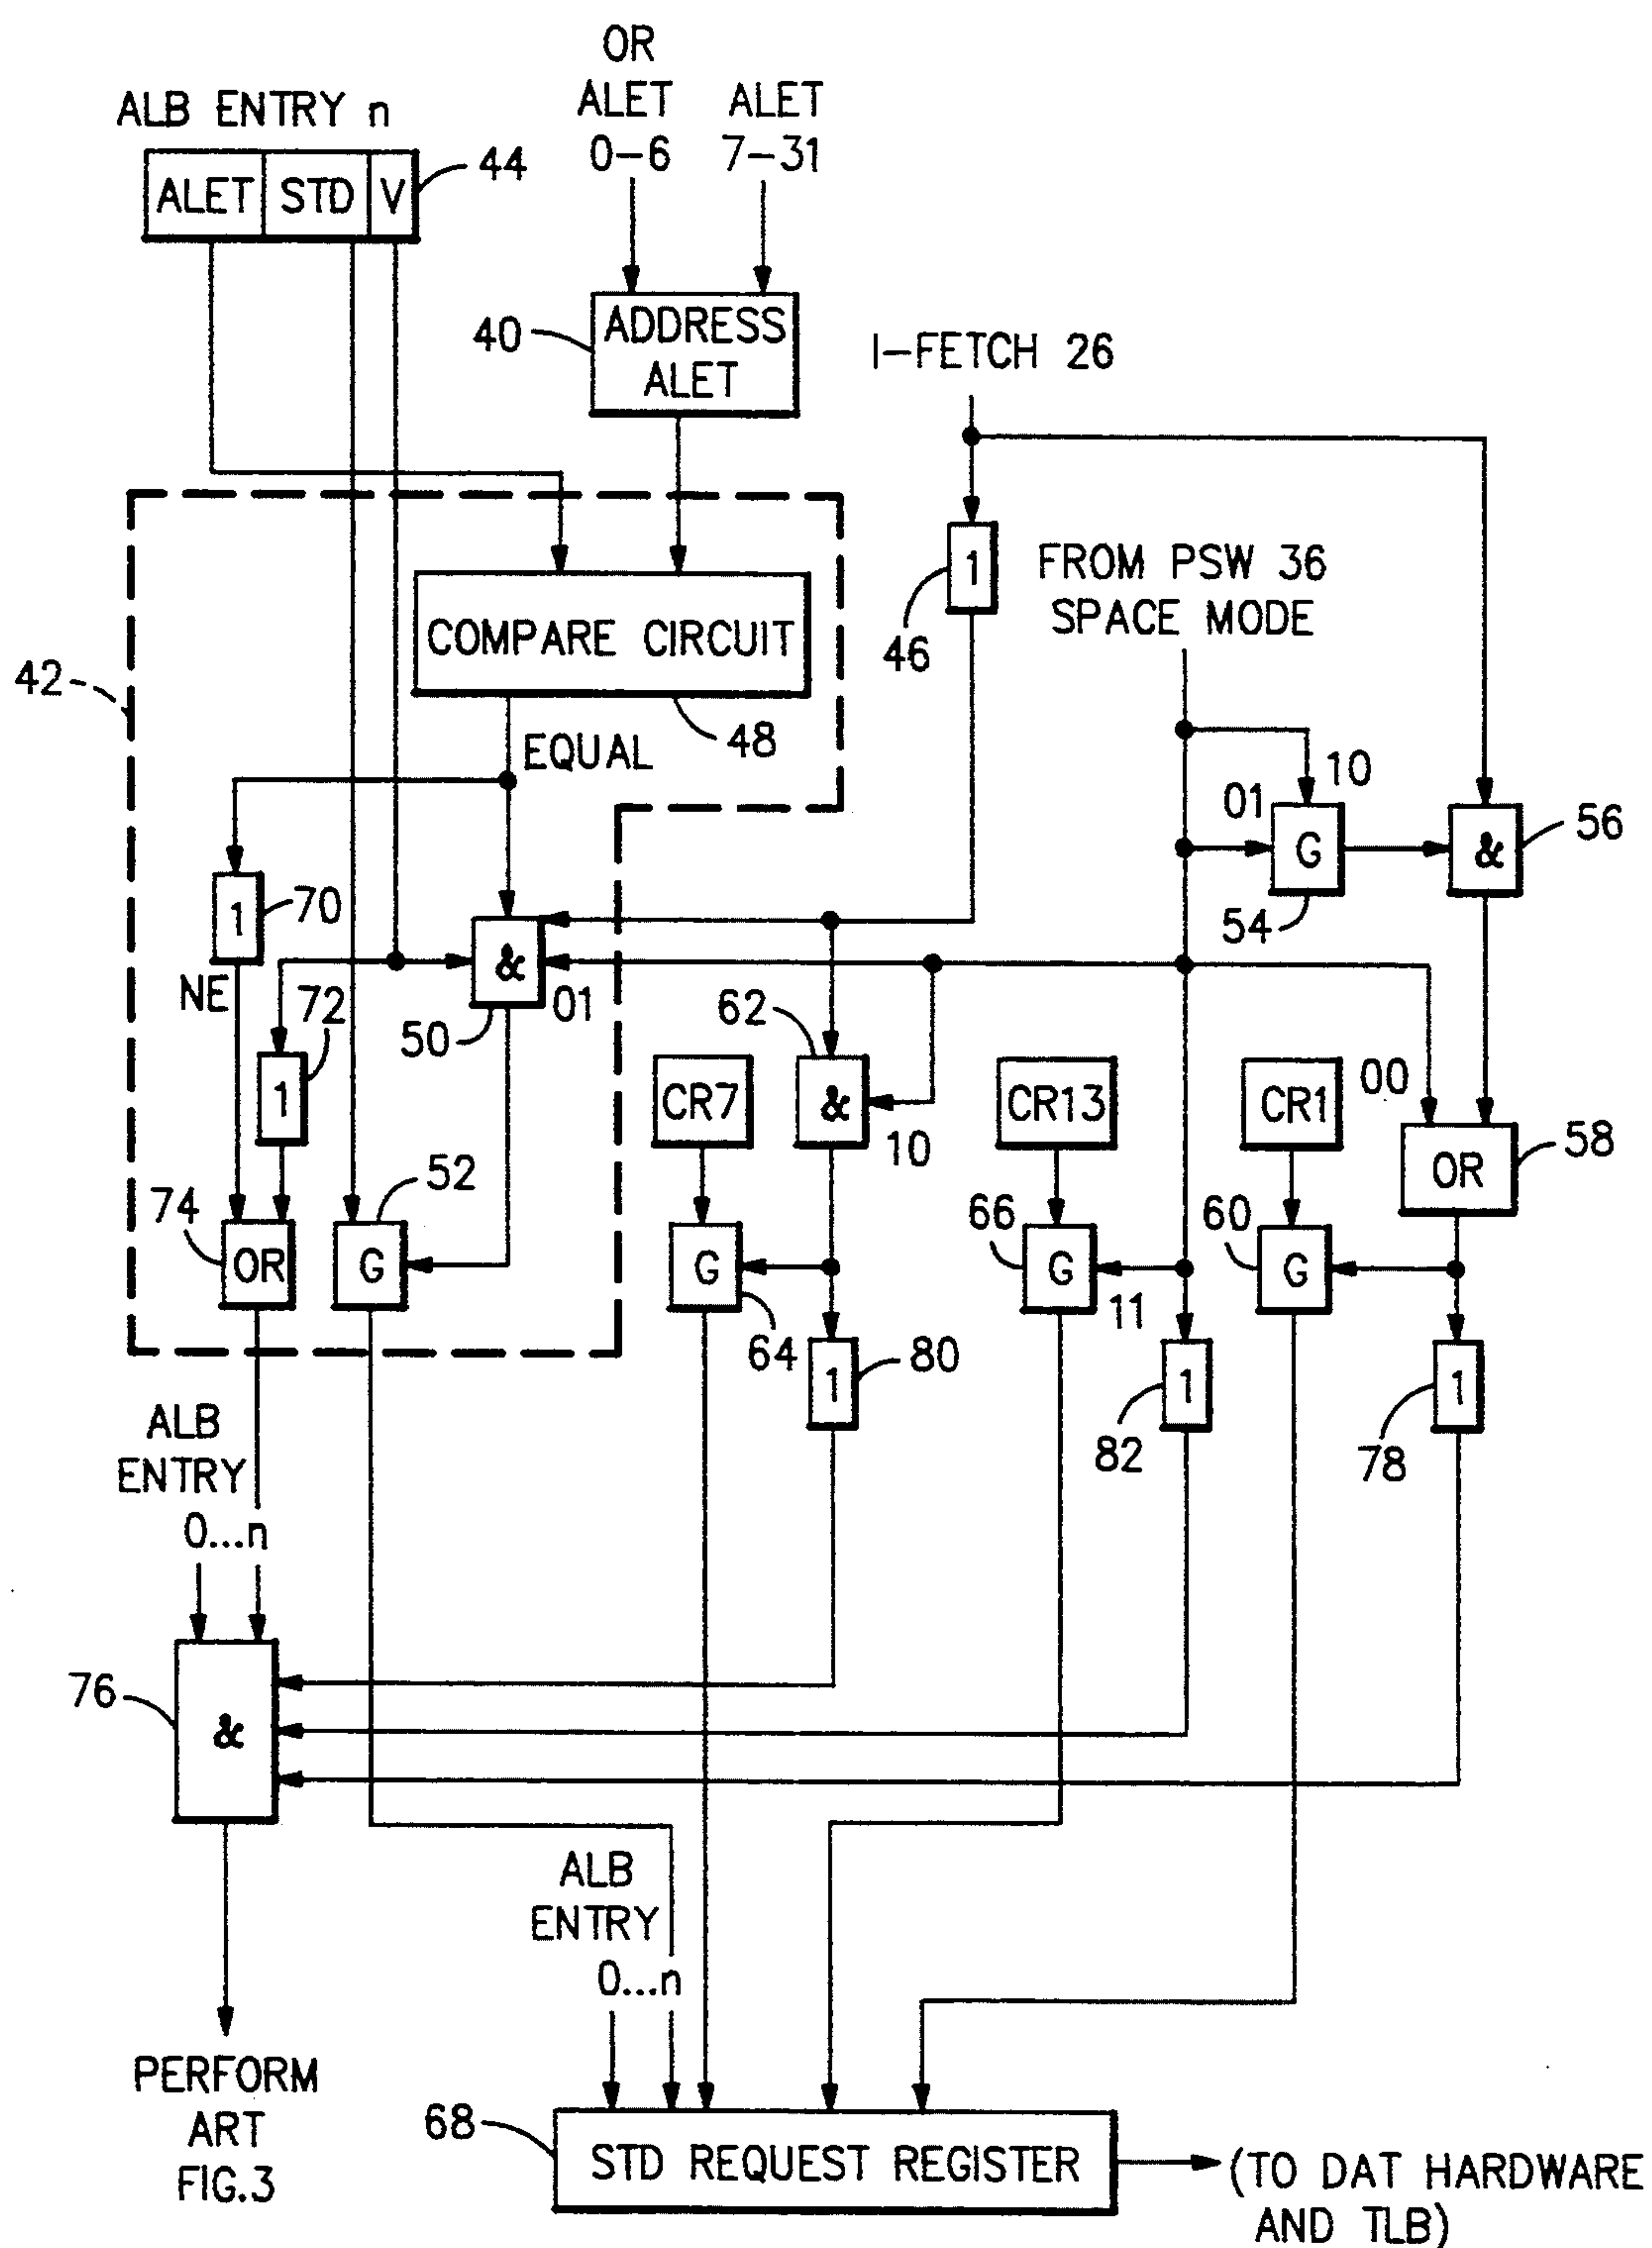 OR
ALET ALET
0-6 7-31
ALB ENTRY n
ALET STD V
44
40
ADDRESS
ALET
I-FETCH 26
1
46
FROM PSW 36
SPACE MODE
42
COMPARE CIRCUIT
48
EQUAL
10
01
G
54
&
56
1
70
NE
72
1
&
50
01
62
&
10
CR7
CR13
CR1
00
OR
58
74
OR
52
G
G
64
66
G
11
60
G
1
80
1
82
1
78
ALB
ENTRY
0...n
76
&
ALB
ENTRY
0...n
PERFORM
ART
FIG.3
68
STD REQUEST REGISTER
(TO DAT HARDWARE
AND TLB)